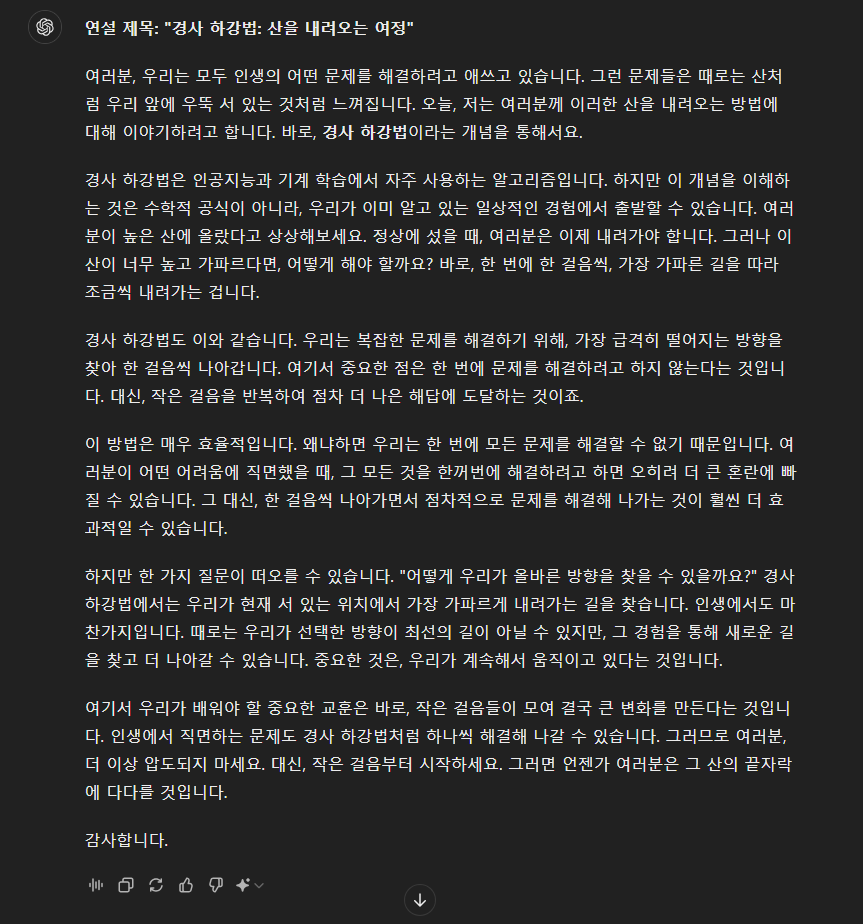 연설 제목: "경사 하강법: 산을 내려오는 여정"
여러분, 우리는 모두 인생의 어떤 문제를 해결하려고 애쓰고 있습니다. 그런 문제들은 때로는 산처
럼 우리 앞에 우뚝 서 있는 것처럼 느껴집니다. 오늘, 저는 여러분께 이러한 산을 내려오는 방법에
대해 이야기하려고 합니다. 바로, 경사 하강법이라는 개념을 통해서요.
경사 하강법은 인공지능과 기계 학습에서 자주 사용하는 알고리즘입니다. 하지만 이 개념을 이해하
는 것은 수학적 공식이 아니라, 우리가 이미 알고 있는 일상적인 경험에서 출발할 수 있습니다. 여러
분이 높은 산에 올랐다고 상상해보세요. 정상에 섰을 때, 여러분은 이제 내려가야 합니다. 그러나 이
산이 너무 높고 가파르다면, 어떻게 해야 할까요? 바로, 한 번에 한 걸음씩, 가장 가파른 길을 따라
조금씩 내려가는 겁니다.
경사 하강법도 이와 같습니다. 우리는 복잡한 문제를 해결하기 위해, 가장 급격히 떨어지는 방향을
찾아 한 걸음씩 나아갑니다. 여기서 중요한 점은 한 번에 문제를 해결하려고 하지 않는다는 것입니
다. 대신, 작은 걸음을 반복하여 점차 더 나은 해답에 도달하는 것이죠.
이 방법은 매우 효율적입니다. 왜냐하면 우리는 한 번에 모든 문제를 해결할 수 없기 때문입니다. 여
러분이 어떤 어려움에 직면했을 때, 그 모든 것을 한꺼번에 해결하려고 하면 오히려 더 큰 혼란에 빠
질 수 있습니다. 그 대신, 한 걸음씩 나아가면서 점차적으로 문제를 해결해 나가는 것이 훨씬 더 효
과적일 수 있습니다.
하지만 한 가지 질문이 떠오를 수 있습니다. "어떻게 우리가 올바른 방향을 찾을 수 있을까요?" 경사
하강법에서는 우리가 현재 서 있는 위치에서 가장 가파르게 내려가는 길을 찾습니다. 인생에서도 마
찬가지입니다. 때로는 우리가 선택한 방향이 최선의 길이 아닐 수 있지만, 그 경험을 통해 새로운 길
을 찾고 더 나아갈 수 있습니다. 중요한 것은, 우리가 계속해서 움직이고 있다는 것입니다.
여기서 우리가 배워야 할 중요한 교훈은 바로, 작은 걸음들이 모여 결국 큰 변화를 만든다는 것입니
다. 인생에서 직면하는 문제도 경사 하강법처럼 하나씩 해결해 나갈 수 있습니다. 그러므로 여러분,
더 이상 압도되지 마세요. 대신, 작은 걸음부터 시작하세요. 그러면 언젠가 여러분은 그 산의 끝자락
에 다다를 것입니다.
감사합니다.